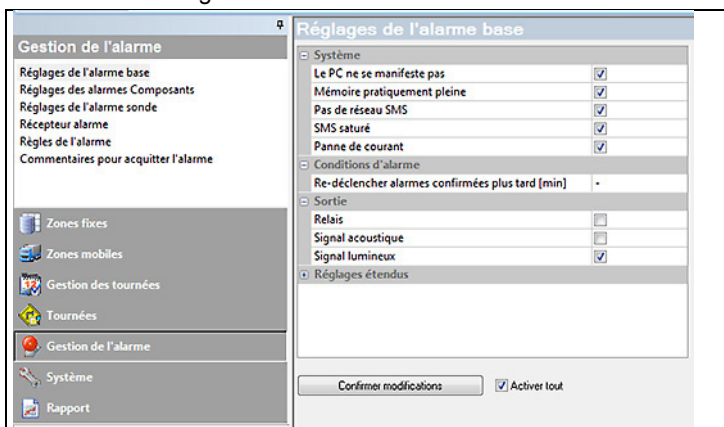 Gestion de l'alarme
Réglages de l'alarme base
Réglages des alarmes Composants
Réglages de l'alarme sonde
Récepteur alarme
Règles de l'alarme
Commentaires pour acquitter l'alarme
Zones fixes
Zones mobiles
Gestion des tournées
Tournées
Gestion de l'alarme
Système
Rapport
Réglages de l'alarme base
Système
Le PC ne se manifeste pas
Mémoire pratiquement pleine
Pas de réseau SMS
SMS saturé
Panne de courant
Conditions d'alarme
Re-déclencher alarmes confirmées plus tard [min] -
Sortie
Relais
Signal acoustique
Signal lumineux
Réglages étendus
Confirmer modifications
Activer tout